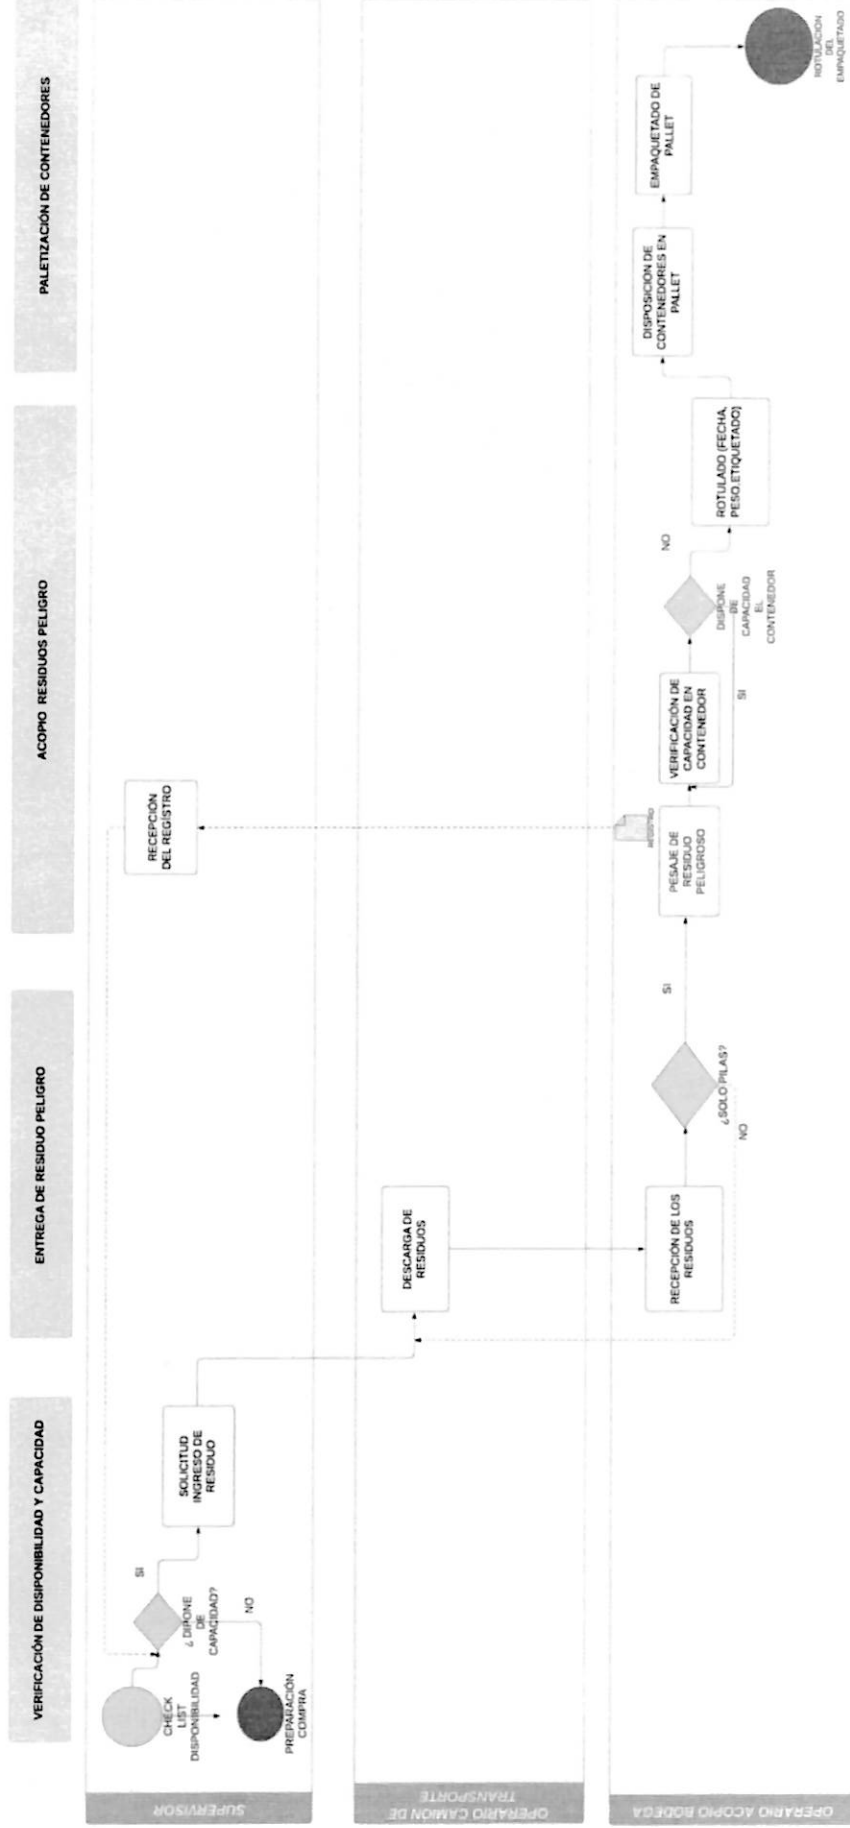 VERIFICACIÓN DE DISIPONIBILIDAD Y CAPACIDAD
ENTREGA DE RESIDUO PELIGRO
ACOPIO RESIDUOS PELIGRO
PALETIZACIÓN DE CONTENEDORES
SUPERVISOR
CHECK
LIST
DISPONIBILIDAD
¿ DIPONE
DE
CAPACIDAD?
SI
NO
PREPARACIÓN
COMPRA
SOLICITUD
INGRESO DE
RESIDUO
RECEPCIÓN
DEL REGÍSTRO
OPERARIO CAMIÓN DE
TRANSPORTE
DESCARGA DE
RESIDUOS
OPERARIO ACOPIO BODEGA
RECEPCIÓN DE LOS
RESIDUOS
¿SOLO PILAS?
NO
SI
PESAJE DE
RESIDUO
PELIGROSO
REGISTRO
VERIFICACIÓN DE
CAPACIDAD EN
CONTENEDOR
SI
DISPONE
DE
CAPACIDAD
EL
CONTENEDOR
NO
ROTULADO (FECHA,
PESO.ETIQUETADO)
DISPOSICIÓN DE
CONTENEDORES EN
PALLET
EMPAQUETADO DE
PALLET
ROTULACION
DEL
EMPAQUETADO